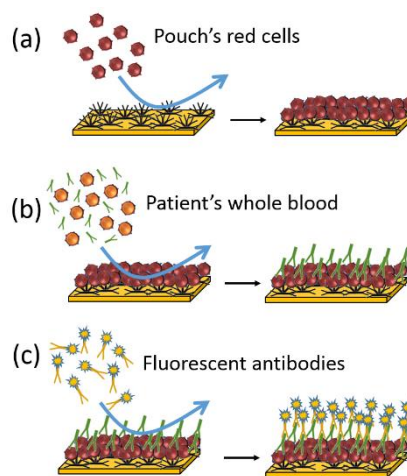 (a) Pouch's red cells
(b) Patient's whole blood
(c) Fluorescent antibodies